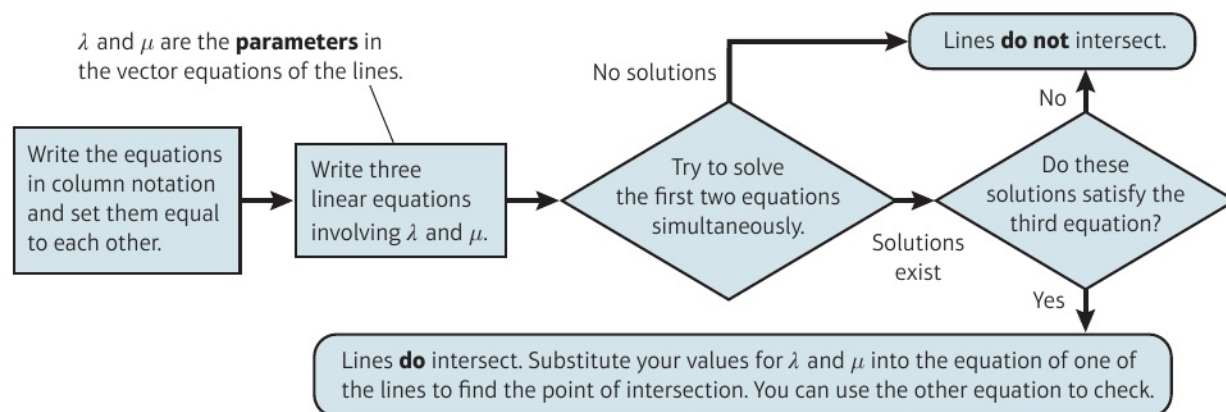 λ and μ are the parameters in
the vector equations of the lines.
Write the equations
in column notation
and set them equal
to each other.
Write three
linear equations
involving λ and μ.
Try to solve
the first two equations
simultaneously.
No solutions
Lines do not intersect.
Solutions
exist
Do these
solutions satisfy the
third equation?
No
Yes
Lines do intersect. Substitute your values for λ and μ into the equation of one of
the lines to find the point of intersection. You can use the other equation to check.